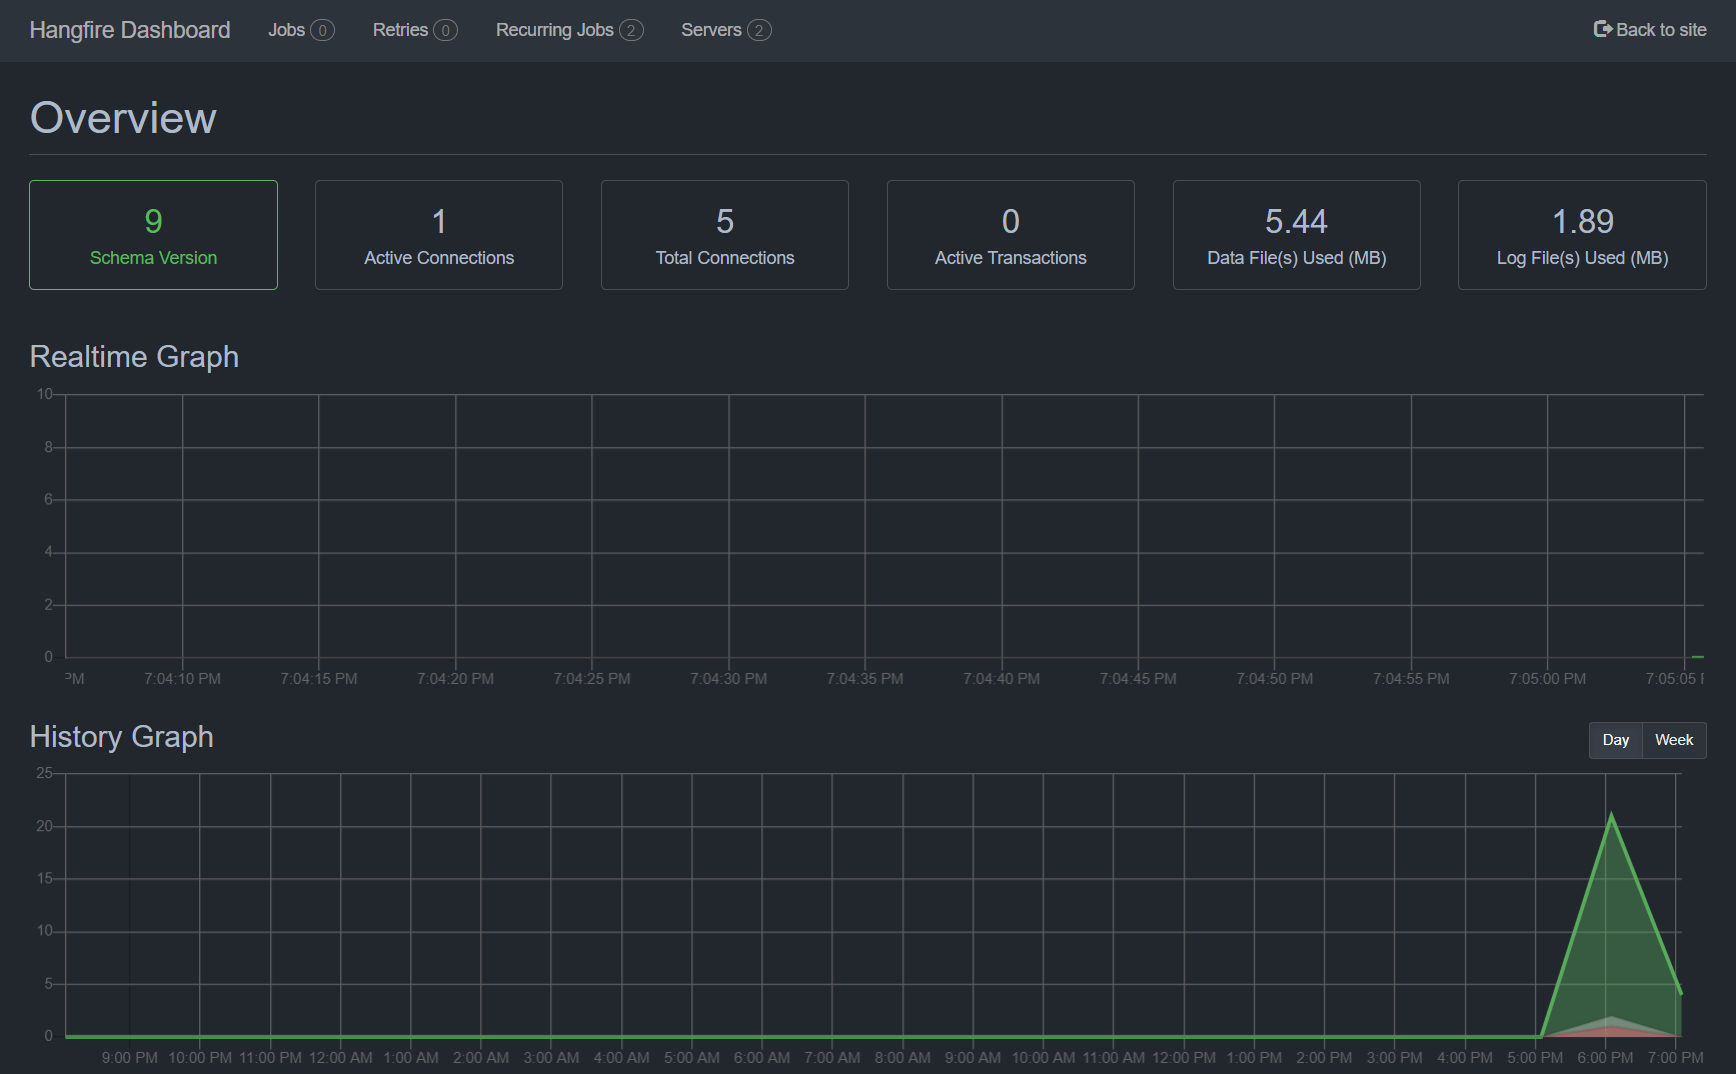 Hangfire Dashboard Jobs 0 Retries 0 Recurring Jobs 2 Servers 2 Back to site
Overview
9 1 5 0 5.44 1.89
Schema Version Active Connections Total Connections Active Transactions Data File(s) Used (MB) Log File(s) Used (MB)
Realtime Graph
10
8
6
4
2
0
PM 7:04:10 PM 7:04:15 PM 7:04:20 PM 7:04:25 PM 7:04:30 PM 7:04:35 PM 7:04:40 PM 7:04:45 PM 7:04:50 PM 7:04:55 PM 7:05:00 PM 7:05:05
History Graph Day Week
25
20
15
10
5
0
9:00 PM 10:00 PM 11:00 PM 12:00 AM 1:00 AM 2:00 AM 3:00 AM 4:00 AM 5:00 AM 6:00 AM 7:00 AM 8:00 AM 9:00 AM 10:00 AM 11:00 AM 12:00 PM 1:00 PM 2:00 PM 3:00 PM 4:00 PM 5:00 PM 6:00 PM 7:00 PM